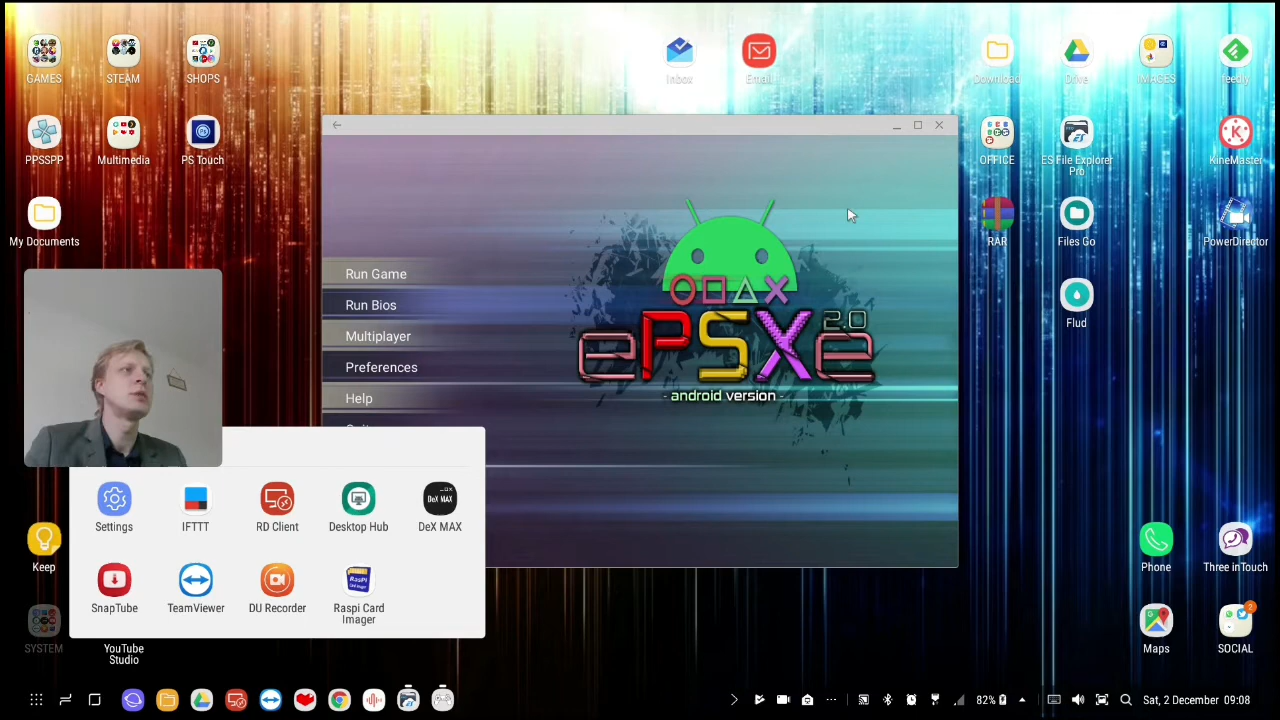 GAMES
STEAM
SHOPS
Inbox
Email
Download
Drive
IMAGES
feedly
PPSSPP
Multimedia
PS Touch
OFFICE
ES File Explorer
Pro
KineMaster
My Documents
RAR
Files Go
PowerDirector
Flud
Run Game
Run Bios
Multiplayer
Preferences
Help
Quit
ePSXe
2.0
- android version -
Settings
IFTTT
RD Client
Desktop Hub
DeX MAX
DeX MAX
SnapTube
TeamViewer
DU Recorder
RASPI
Raspi Card
Imager
Keep
SYSTEM
YouTube
Studio
Phone
Three inTouch
Maps
2
SOCIAL
82%
Sat, 2 December
09:08